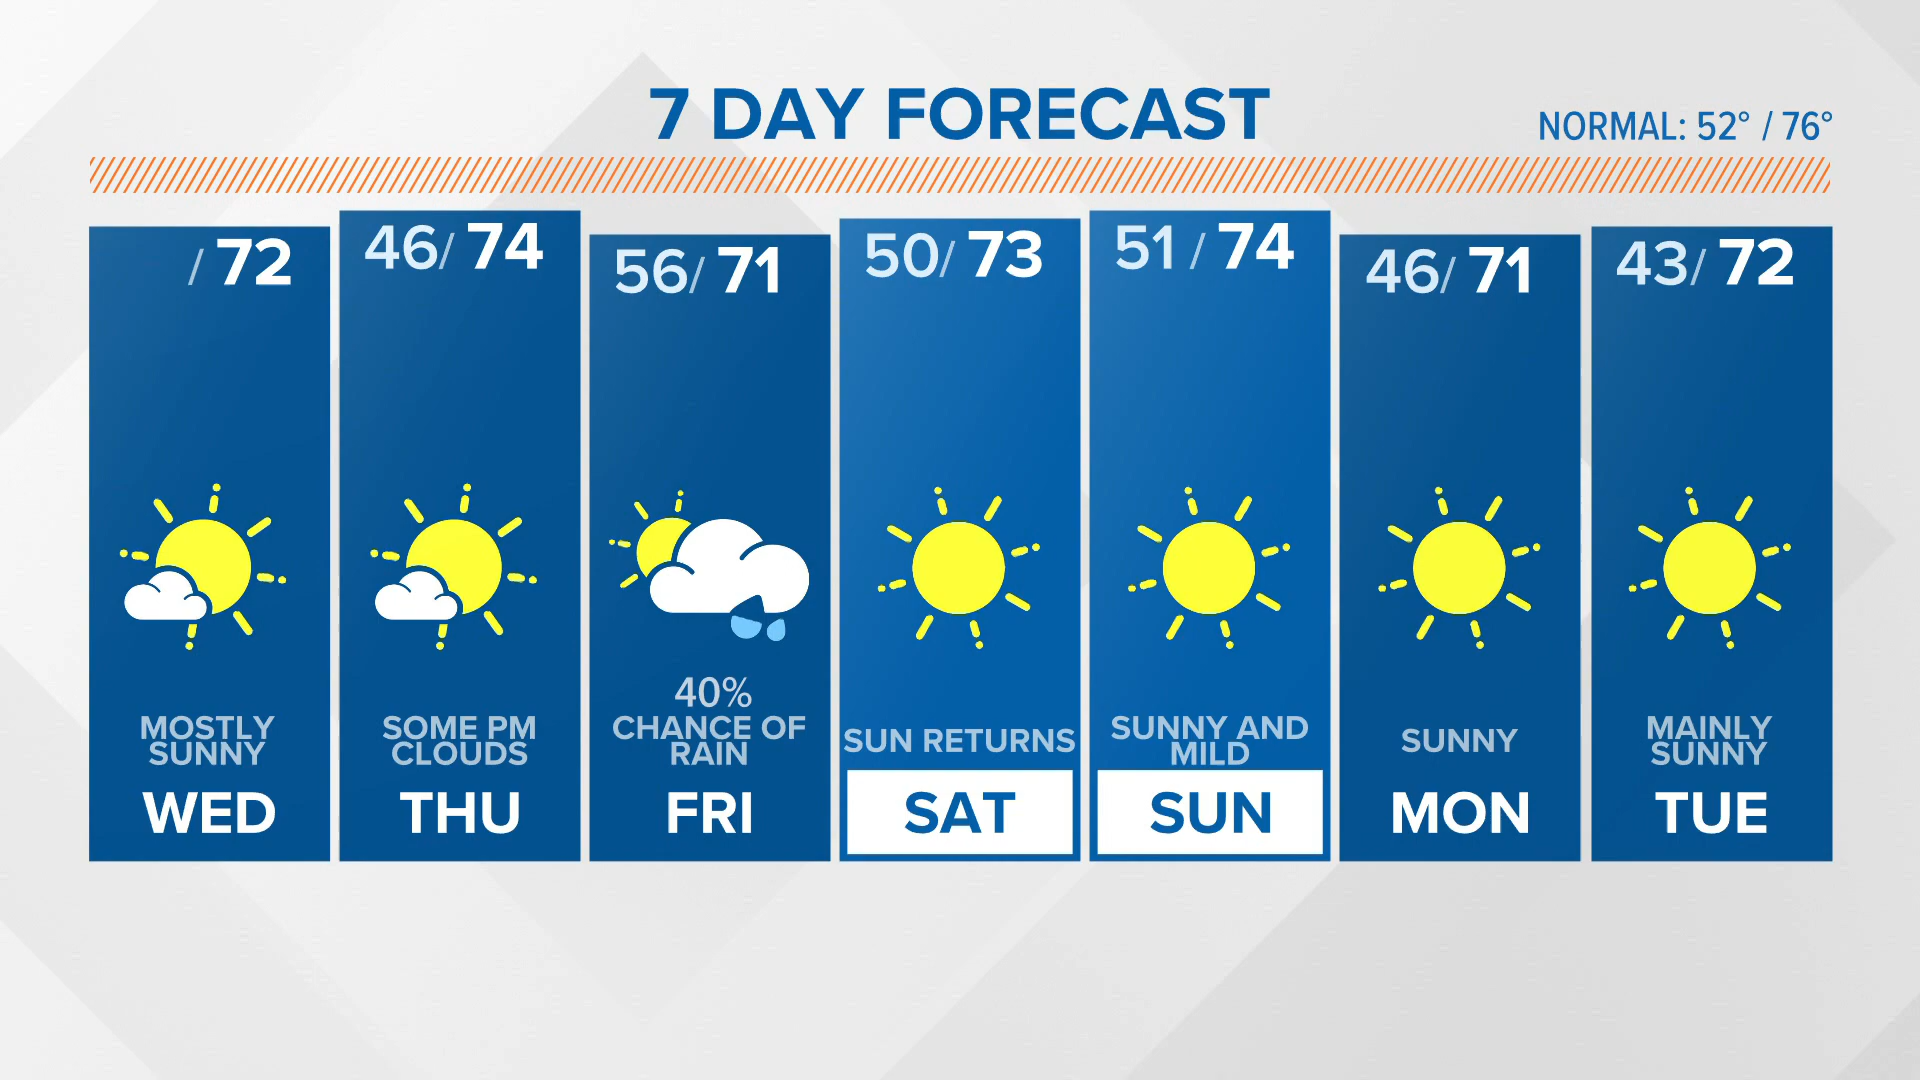 7 DAY FORECAST
NORMAL: 52° / 76°
/ 72
46/ 74
56/ 71
50/ 73
51 / 74
46/ 71
43/ 72
MOSTLY
SUNNY
WED
SOME PM
CLOUDS
THU
40%
CHANCE OF
RAIN
FRI
SUN RETURNS
SAT
SUNNY AND
MILD
SUN
SUNNY
MON
MAINLY
SUNNY
TUE